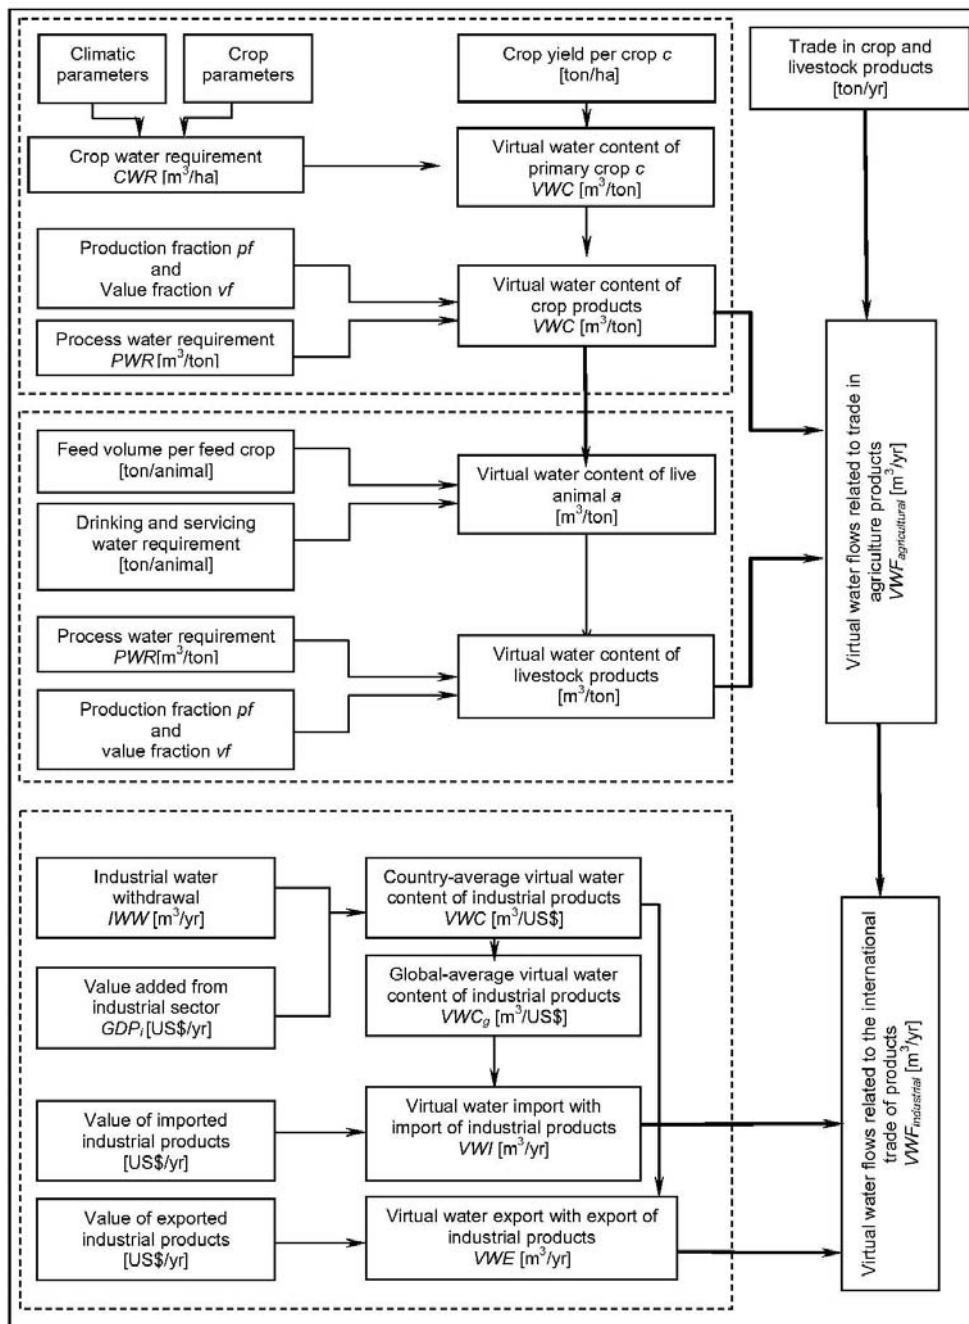 Climatic
parameters
Crop
parameters
Crop yield per crop c
[ton/ha]
Trade in crop and
livestock products
[ton/yr]
Crop water requirement
CWR [m³/ha]
Virtual water content of
primary crop c
VWC [m³/ton]
Production fraction pf
and
Value fraction vf
Virtual water content of
crop products
VWC [m³/ton]
Process water requirement
PWR[m³/ton]
Feed volume per feed crop
[ton/animal]
Virtual water content of live
animal a
[m³/ton]
Drinking and servicing
water requirement
[ton/animal]
Process water requirement
PWR[m³/ton]
Virtual water content of
livestock products
[m³/ton]
Production fraction pf
and
value fraction vf
Virtual water flows related to trade in
agriculture products
VWFagricultural [m³/yr]
Industrial water
withdrawal
IWW [m³/yr]
Country-average virtual water
content of industrial products
VWC [m³/US$]
Value added from
industrial sector
GDPi [US$/yr]
Global-average virtual water
content of industrial products
VWCg [m³/US$]
Value of imported
industrial products
[US$/yr]
Virtual water import with
import of industrial products
VWI [m³/yr]
Value of exported
industrial products
[US$/yr]
Virtual water export with export of
industrial products
VWE [m³/yr]
Virtual water flows related to the international
trade of products
VWFindustrial [m³/yr]